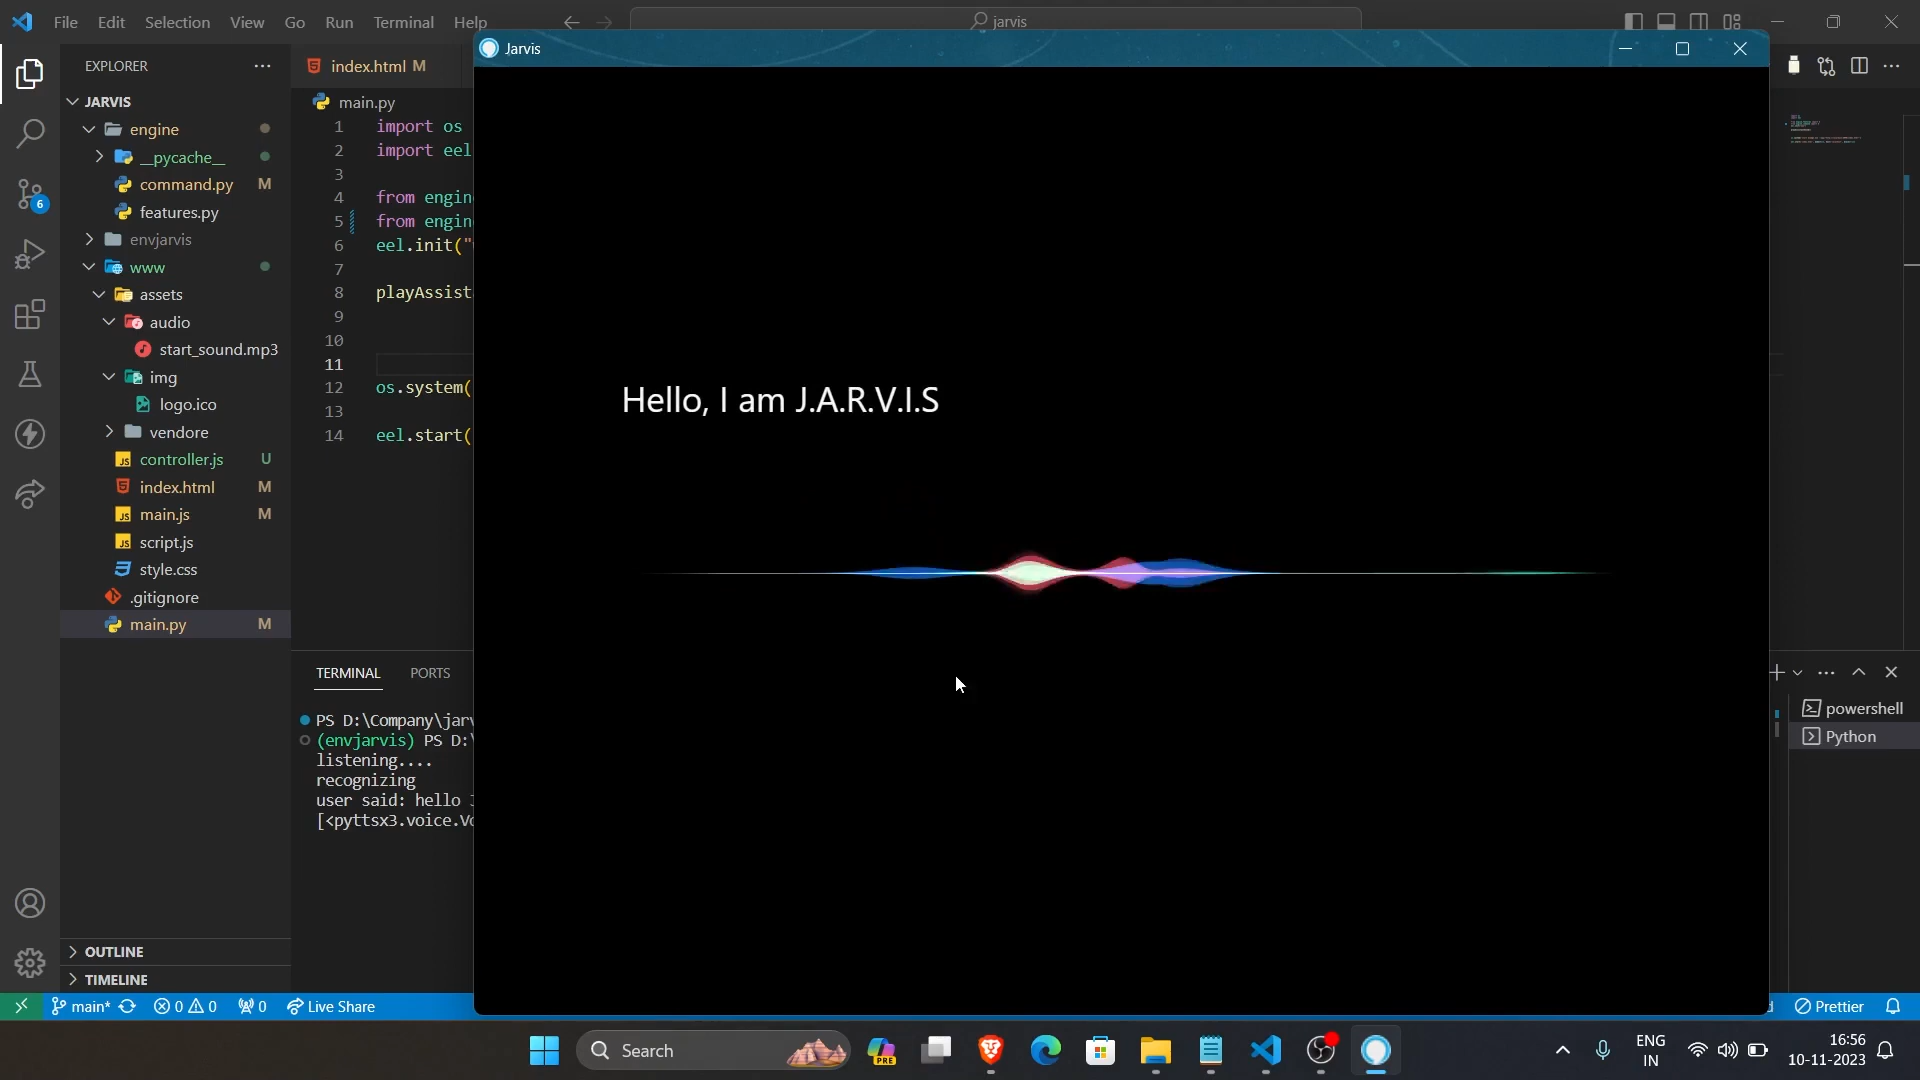 File Edit Selection View Go Run Terminal Help
jarvis
EXPLORER
JARVIS
engine
__pycache__
command.py M
features.py
envjarvis
www
assets
audio
start_sound.mp3
img
logo.ico
vendore
controller.js U
index.html M
main.js M
script.js
style.css
.gitignore
main.py M
OUTLINE
TIMELINE
index.html M
main.py
1 import os
2 import eel
3
4 from engin
5 from engin
6 eel.init("
7
8 playAssist
9
10
11
12 os.system(
13
14 eel.start(
Jarvis
Hello, I am J.A.R.V.I.S
TERMINAL PORTS
PS D:\Company\jarv
(envjarvis) PS D:\
listening....
recognizing
user said: hello
[<pyttsx3.voice.Vo
powershell
Python
6
main* 0 0 0 Live Share
Prettier
Search
PRE
ENG
IN
16:56
10-11-2023